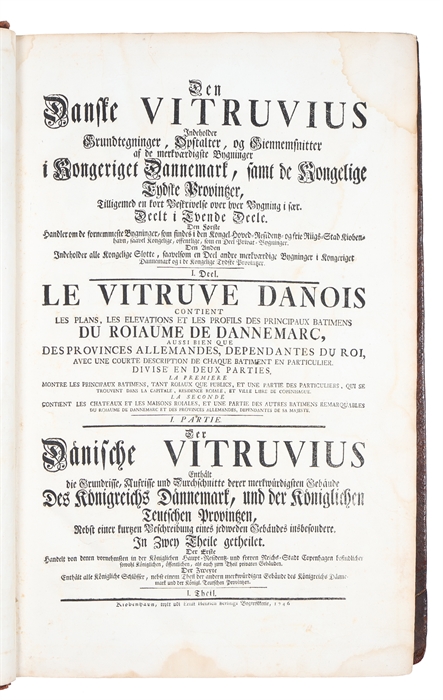 Den
Danske VITRUVIUS
Indeholder
Grundtegninger, Opstalter, og Giennemsnitter
af de merkværdigste Bygninger
i Kongeriget Dannemark, samt de Kongelige
Tydske Provintzer,
Tilligemed en kort Beskrivelse over hver Bygning i sær.
Deelt i Tvende Deele.
Den Første
Handler om de fornemmeste Bygninger, som findes i den Kongel. Hoved-Residentz- og frie Riigs-Stad Kioben-
havn, saavel Kongelige, offentlige, som en Deel Privat-Bygninger.
Den Anden
Indeholder alle Kongelige Slotte, saavelsom en Deel andre merkværdige Bygninger i Kongeriget
Dannemark og i de Kongelige Tydske Provintzer.
I. Deel.
LE VITRUVE DANOIS
CONTIENT
LES PLANS, LES ELEVATIONS ET LES PROFILS DES PRINCIPAUX BATIMENS
DU ROIAUME DE DANNEMARC,
AUSSI BIEN QUE
DES PROVINCES ALLEMANDES, DEPENDANTES DU ROI,
AVEC UNE COURTE DESCRIPTION DE CHAQUE BATIMENT EN PARTICULIER.
DIVISE EN DEUX PARTIES,
LA PREMIERE
MONTRE LES PRINCIPAUX BATIMENS, TANT ROIAUX QUE PUBLICS, ET UNE PARTIE DES PARTICULIERS, QUI SE
TROUVENT DANS LA CAPITALE, RESIDENCE ROIALE, ET VILLE LIBRE DE COPENHAGUE.
LA SECONDE
CONTIENT LES CHATEAUX ET LES MAISONS ROIALES, ET UNE PARTIE DES AUTRES BATIMENS REMARQUABLES
DU ROIAUME DE DANNEMARC ET DES PROVINCES ALLEMANDES, DEPENDANTES DE SA MAJESTE.
I. PARTIE
Der
Dänische VITRUVIUS
Enthält
die Grundrisse, Aufrisse und Durchschnitte derer merkwürdigsten Gebäude
Des Königreichs Dännemark, und der Königlichen
Teutschen Provintzen,
Nebst einer kurzen Beschreibung eines jedweden Gebäudes insbesondere.
In Zwey Theile getheilet.
Der Erste
Handelt von denen vornehmsten in der Königlichen Haupt-Residentz- und freyen Reichs-Stadt Copenhagen befindlicher
sowohl Königlichen, öffentlichen, als auch zum Theil privaten Gebäuden.
Der Zweyte
Enthält alle Königliche Schlösser, nebst einem Theil der andern merkwürdigen Gebäude des Königreichs Dänne-
mark und der Königl. Teutschen Provintzen.
I. Theil.
Kiobenhavn, 1746